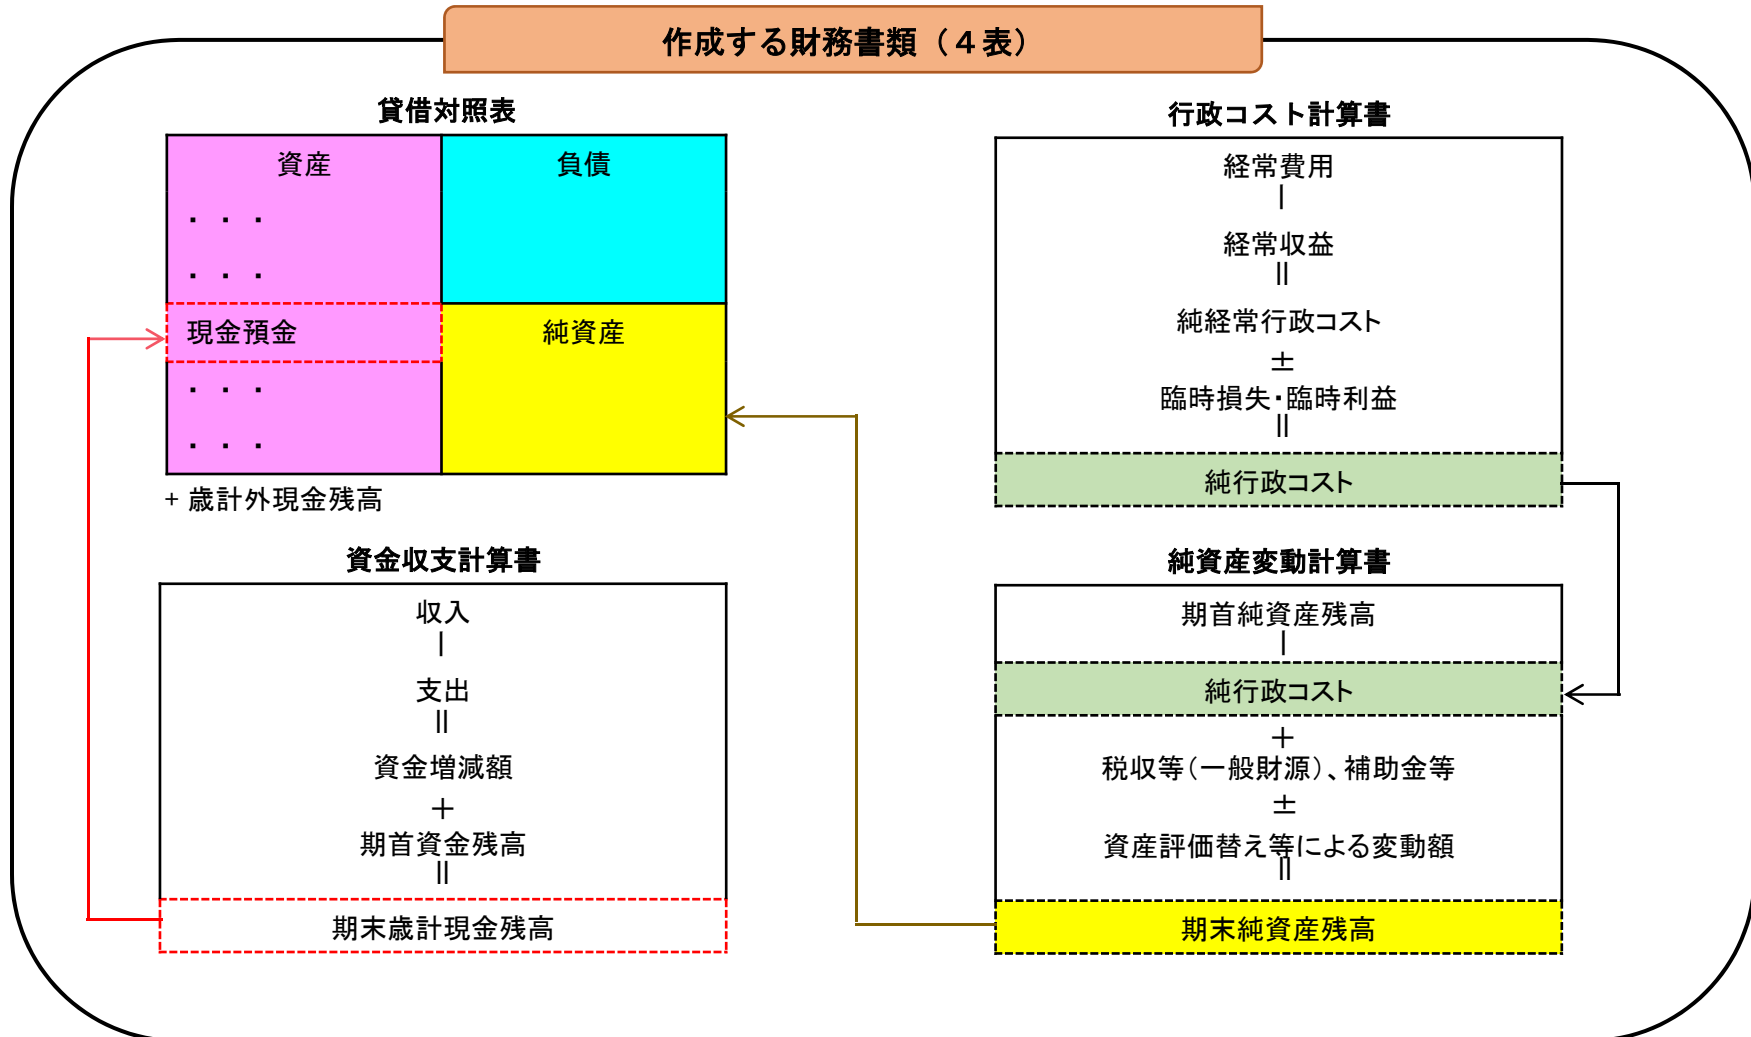 作成する財務書類（４表）
貸借対照表
資産
負債
・ ・ ・
・ ・ ・
現金預金
純資産
・ ・ ・
・ ・ ・
+ 歳計外現金残高
行政コスト計算書
経常費用
｜
経常収益
||
純経常行政コスト
±
臨時損失・臨時利益
||
純行政コスト
資金収支計算書
収入
｜
支出
||
資金増減額
＋
期首資金残高
||
期末歳計現金残高
純資産変動計算書
期首純資産残高
｜
純行政コスト
＋
税収等（一般財源）、補助金等
±
資産評価替え等による変動額
||
期末純資産残高